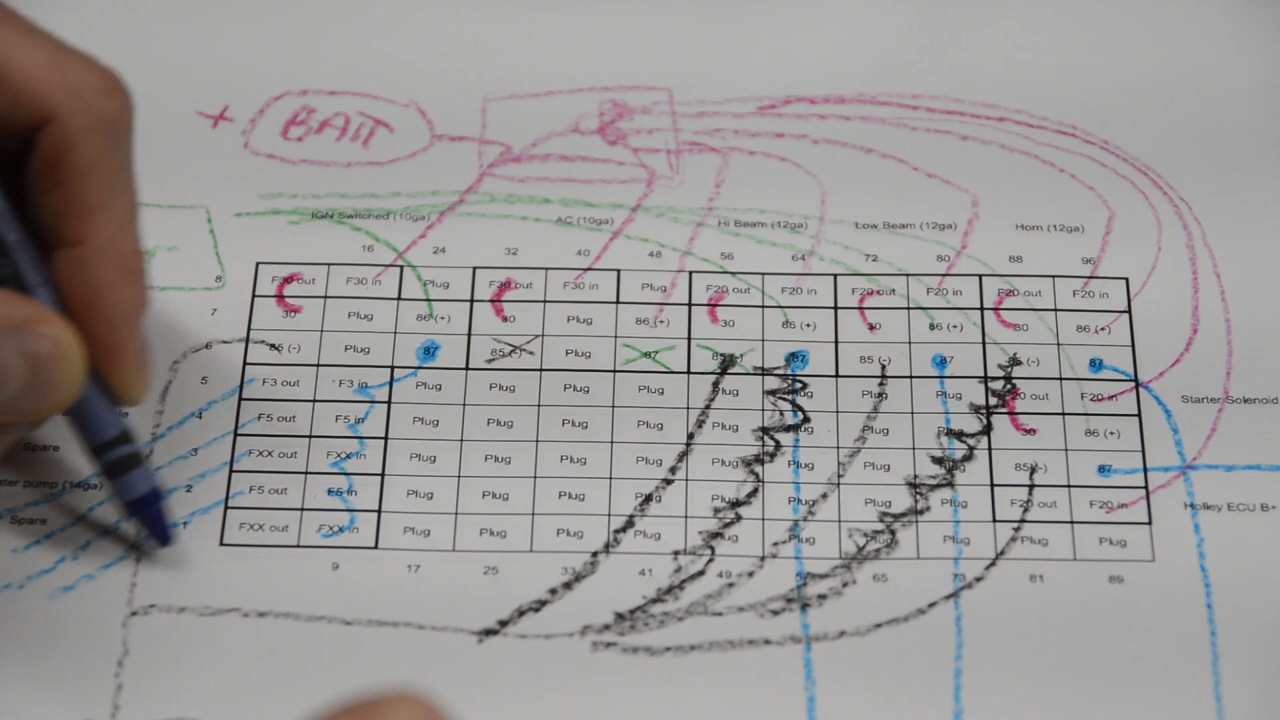 + BATT
IGN Switched (10ga) AC (10ga) Hi Beam (12ga) Low Beam (12ga) Horn (12ga)
16 24 32 40 48 56 64 72 80 88 96
8 F30 out F30 in Plug F30 out F30 in Plug F20 out F20 in F20 out F20 in F20 out F20 in
7 30 Plug 86 (+) 30 Plug 86 (+) 30 86 (+) 30 86 (+) 30 86 (+)
6 85 (-) Plug 87 85 (-) Plug 87 85 (-) 87 85 (-) 87 85 (-) 87
5 F3 out F3 in Plug Plug Plug Plug Plug Plug Plug Plug F20 out F20 in Starter Solenoid
4 F5 out F5 in Plug Plug Plug Plug Plug Plug Plug Plug 30 86 (+)
Spare 3 FXX out FXX in Plug Plug Plug Plug Plug Plug Plug Plug 85 (-) 87
ter pump (14ga) 2 F5 out F5 in Plug Plug Plug Plug Plug Plug Plug Plug F20 out F20 in Holley ECU B+
Spare 1 FXX out FXX in Plug Plug Plug Plug Plug Plug Plug Plug Plug Plug
9 17 25 33 41 49 57 65 73 81 89